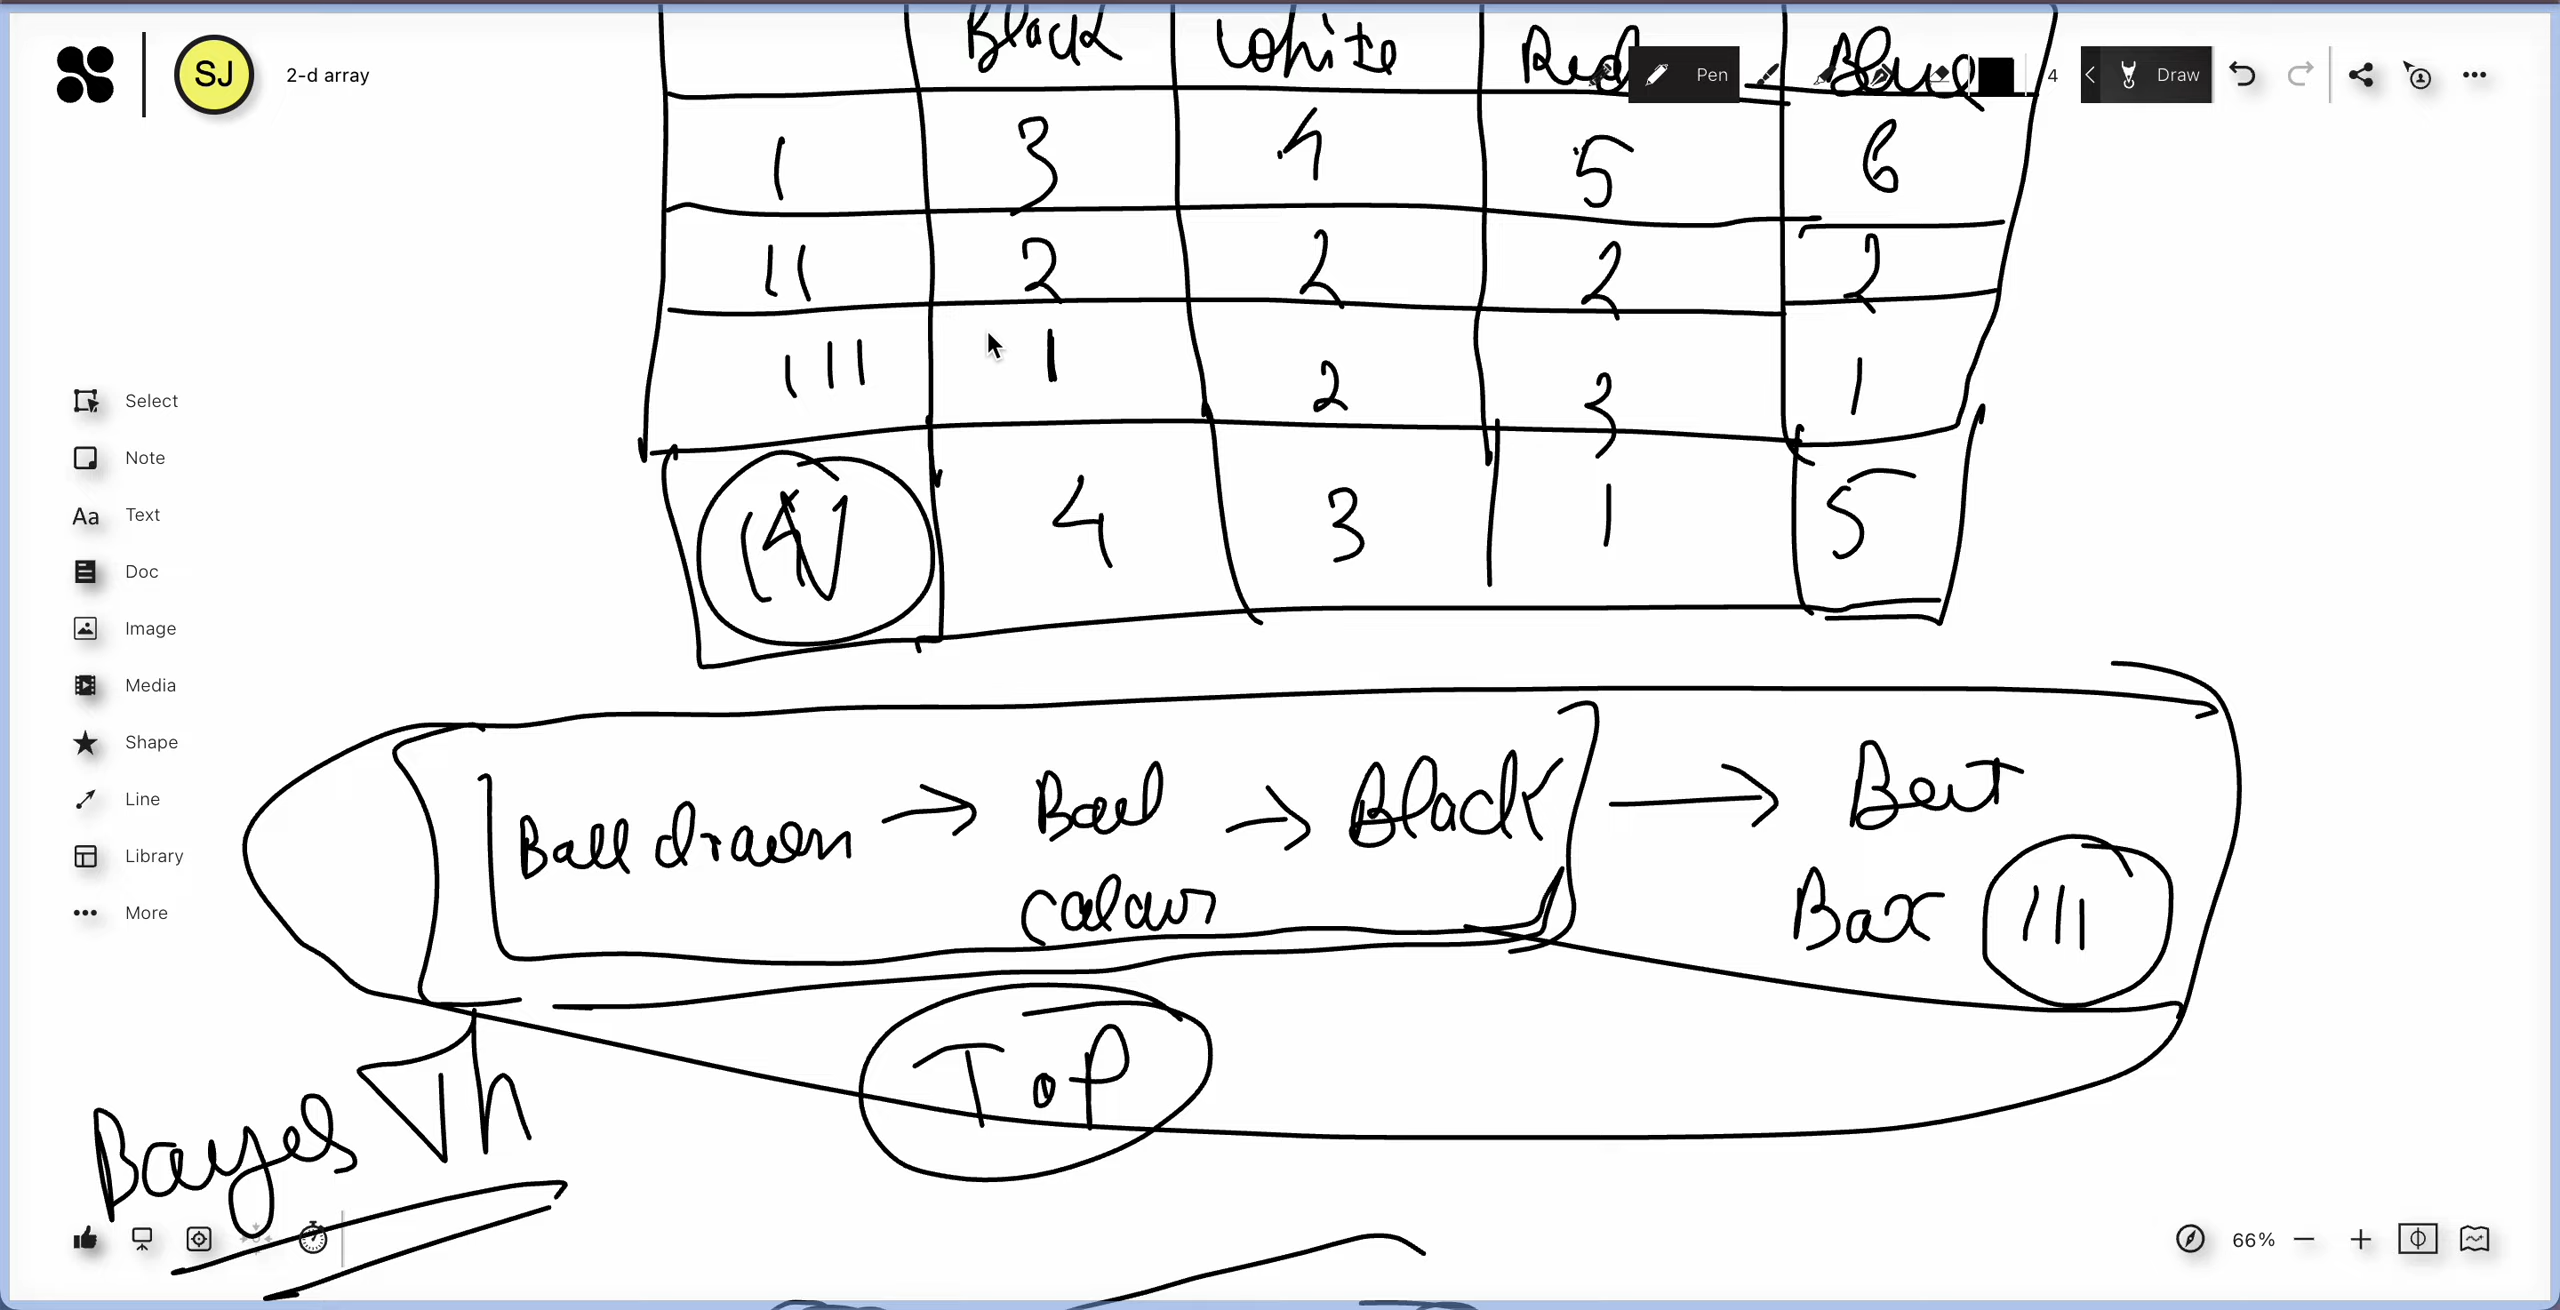 SJ 2-d array Pen 4 Draw
Black White Red Blue
I 3 4 5 6
II 2 2 2 2
III 1 2 3 1
IV 4 3 1 5
Select
Note
Aa Text
Doc
Image
Media
Shape
Line
Library
More
Ball drawn → Ball → Black → Best
colour Box III
ToP
Bayes Th
66%